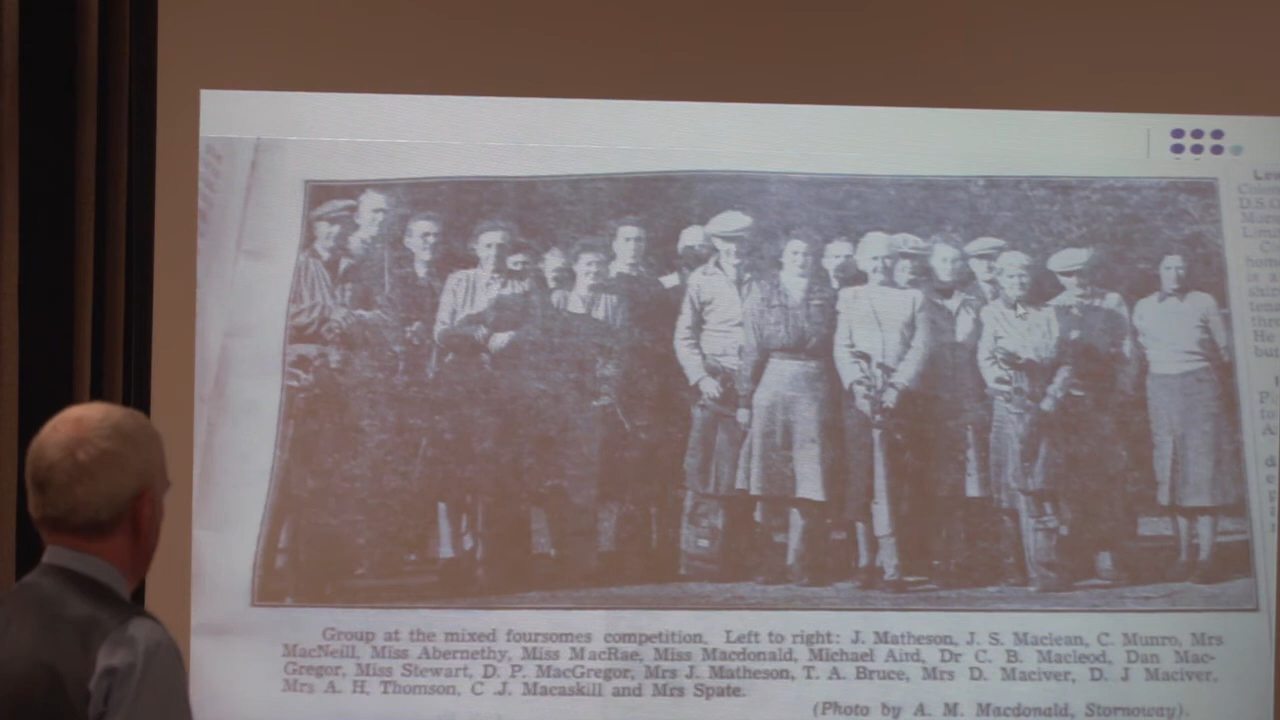 Group at the mixed foursomes competition. Left to right: J. Matheson, J. S. Maclean, C. Munro, Mrs
MacNeill, Miss Abernethy, Miss MacRae, Miss Macdonald, Michael Aird, Dr C. B. Macleod, Dan Mac-
Gregor, Miss Stewart, D. P. MacGregor, Mrs J. Matheson, T. A. Bruce, Mrs D. Maciver, D. J Maciver,
Mrs A. H. Thomson, C .J. Macaskill and Mrs Spate.
(Photo by A. M. Macdonald, Stornoway).